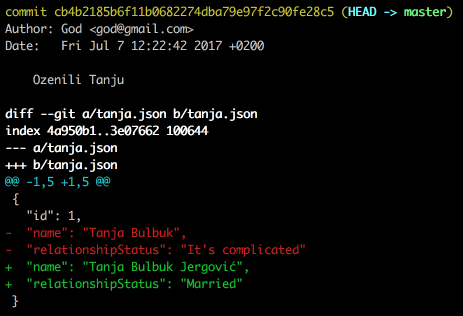 commit cb4b2185b6f11b0682274dba79e97f2c90fe28c5 (HEAD -> master)
Author: God <god@gmail.com>
Date:   Fri Jul 7 12:22:42 2017 +0200

    Ozenili Tanju

diff --git a/tanja.json b/tanja.json
index 4a950b1..3e07662 100644
--- a/tanja.json
+++ b/tanja.json
@@ -1,5 +1,5 @@
 {
   "id": 1,
-  "name": "Tanja Bulbuk",
-  "relationshipStatus": "It's complicated"
+  "name": "Tanja Bulbuk Jergović",
+  "relationshipStatus": "Married"
 }